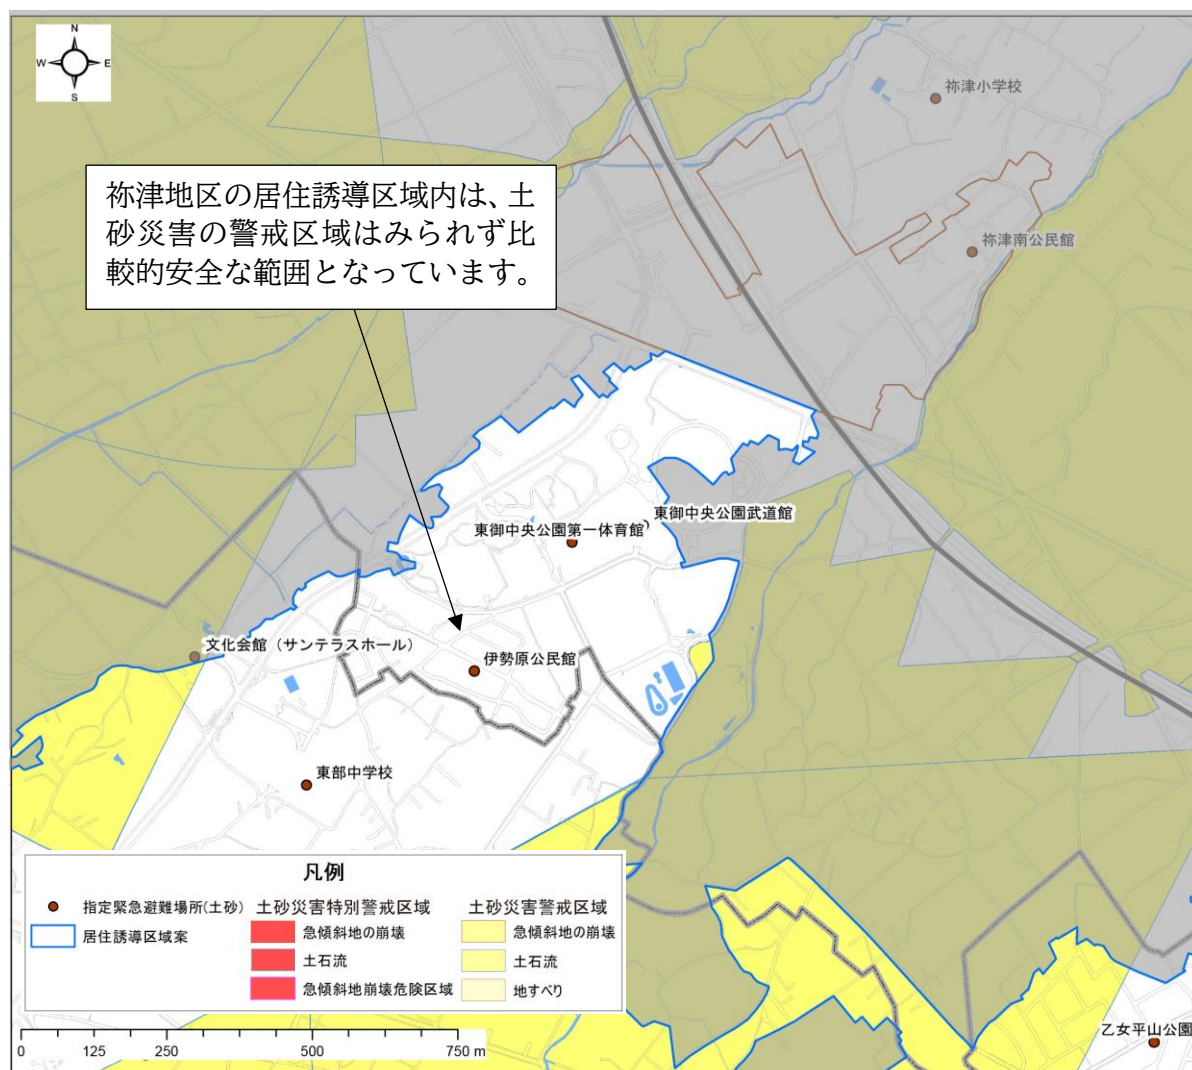 N
W
E
S
祢津小学校
祢津地区の居住誘導区域内は、土
砂災害の警戒区域はみられず比
較的安全な範囲となっています。
祢津南公民館
東御中央公園武道館
東御中央公園第一体育館
文化会館（サンテラスホール）
伊勢原公民館
東部中学校
凡例
指定緊急避難場所(土砂)
居住誘導区域案
土砂災害特別警戒区域
急傾斜地の崩壊
土石流
急傾斜地崩壊危険区域
土砂災害警戒区域
急傾斜地の崩壊
土石流
地すべり
乙女平山公園
0 125 250 500 750 m